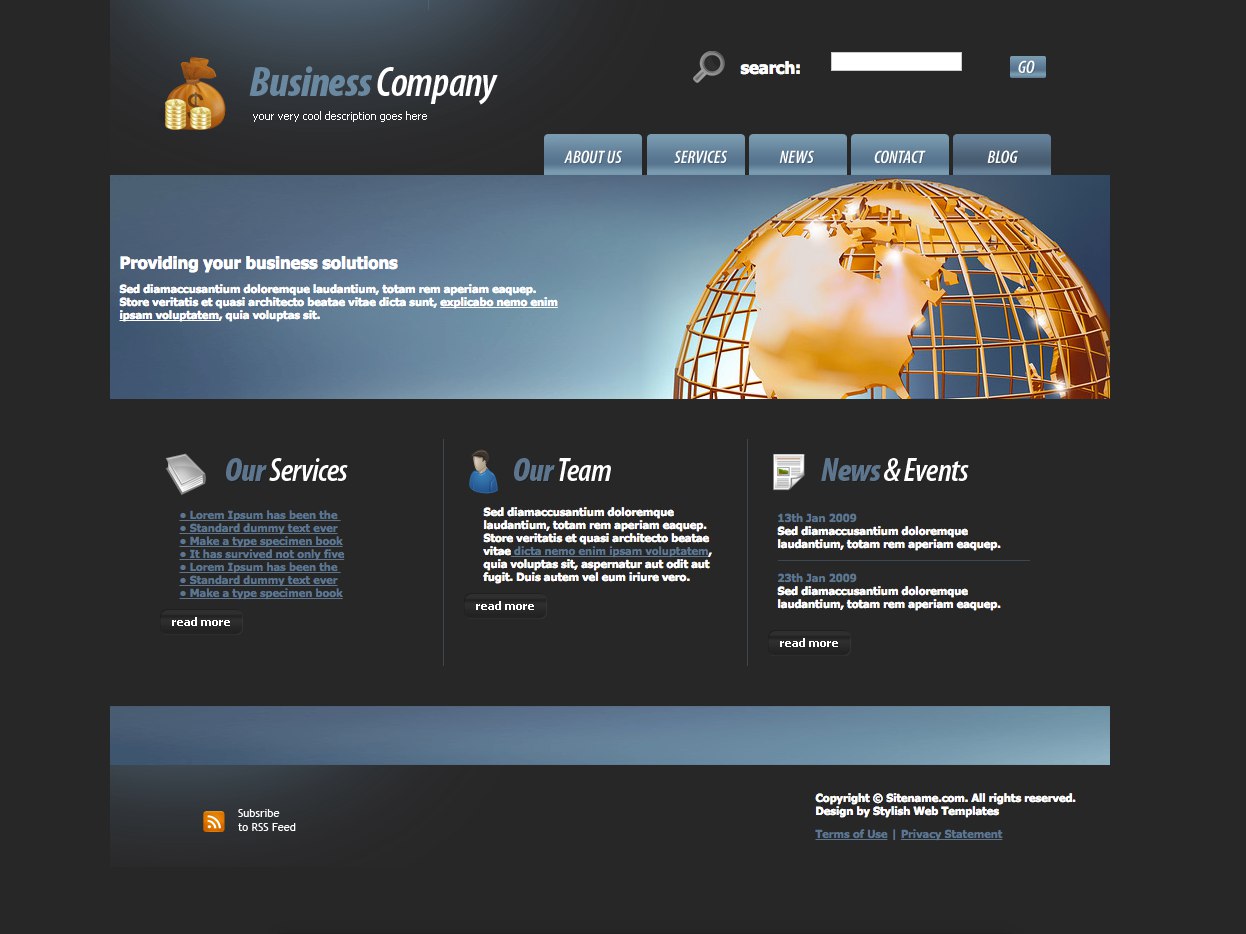 Business Company
your very cool description goes here
search:
GO
ABOUT US
SERVICES
NEWS
CONTACT
BLOG
Providing your business solutions
Sed diamaccusantium doloremque laudantium, totam rem aperiam eaquep.
Store veritatis et quasi architecto beatae vitae dicta sunt, explicabo nemo enim
ipsam voluptatem, quia voluptas sit.
Our Services
• Lorem Ipsum has been the
• Standard dummy text ever
• Make a type specimen book
• It has survived not only five
• Lorem Ipsum has been the
• Standard dummy text ever
• Make a type specimen book
read more
Our Team
Sed diamaccusantium doloremque
laudantium, totam rem aperiam eaquep.
Store veritatis et quasi architecto beatae
vitae dicta nemo enim ipsam voluptatem,
quia voluptas sit, aspernatur aut odit aut
fugit. Duis autem vel eum iriure vero.
read more
News & Events
13th Jan 2009
Sed diamaccusantium doloremque
laudantium, totam rem aperiam eaquep.
23th Jan 2009
Sed diamaccusantium doloremque
laudantium, totam rem aperiam eaquep.
read more
Subsribe
to RSS Feed
Copyright © Sitename.com. All rights reserved.
Design by Stylish Web Templates
Terms of Use | Privacy Statement